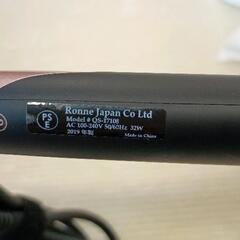 PS
E
Ronne Japan Co Ltd
Model # QS-17108
AC 100-240V 50/60Hz 32W
2019 年製
Made in China